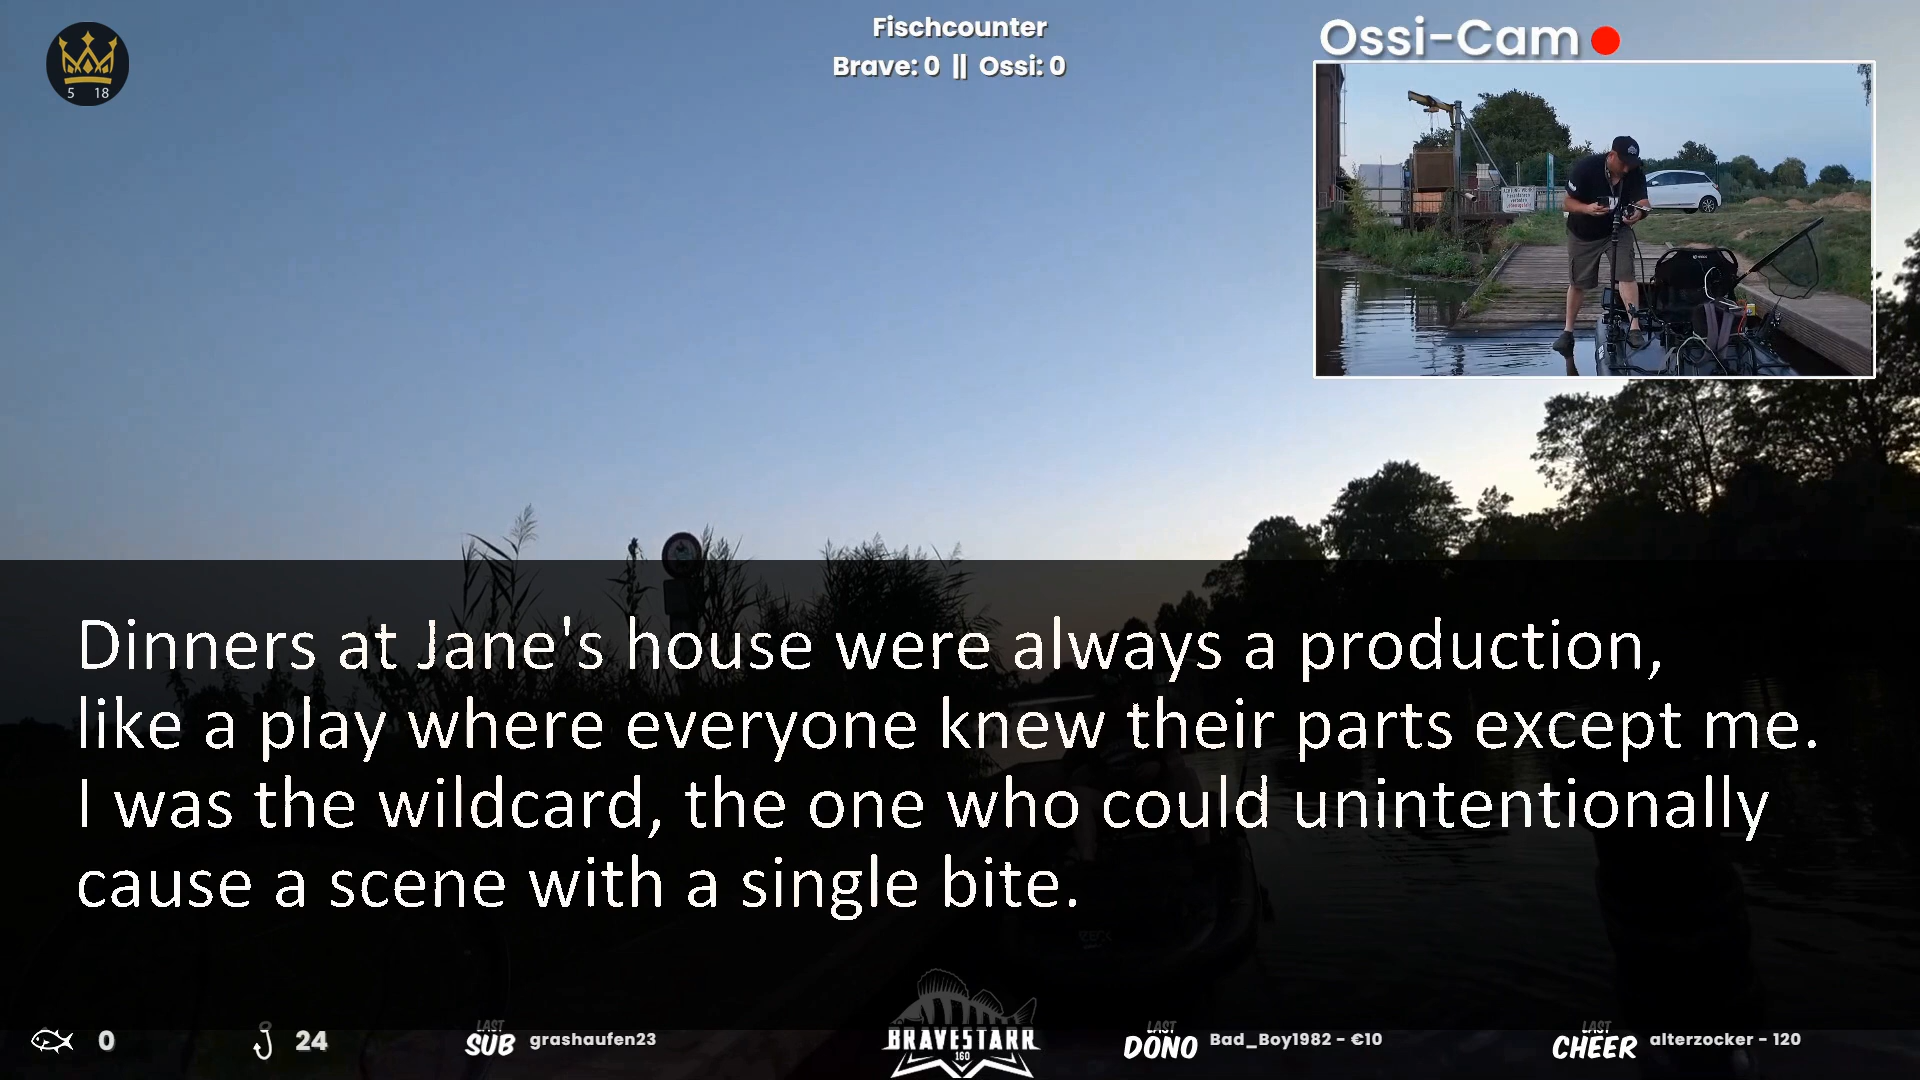 Fischcounter
Brave: 0 || Ossi: 0
Ossi-Cam
5 18
Dinners at Jane's house were always a production,
like a play where everyone knew their parts except me.
I was the wildcard, the one who could unintentionally
cause a scene with a single bite.
0
24
LAST
SUB
grashaufen23
BRAVESTARR
160
LAST
DONO
Bad_Boy1982 - €10
LAST
CHEER
alterzocker - 120